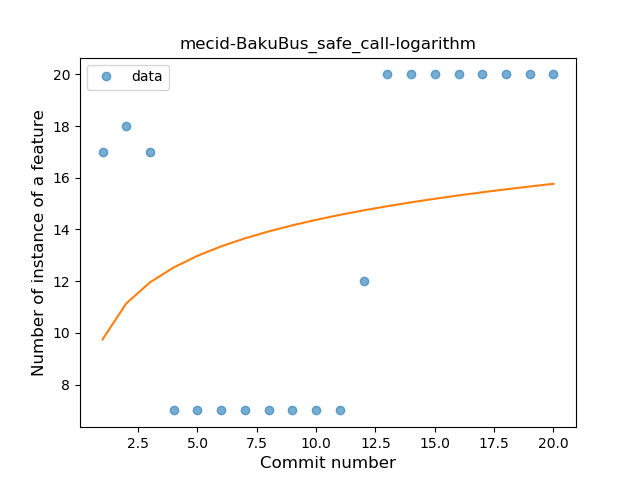 mecid-BakuBus_safe_call-logarithm
data
Number of instance of a feature
20
18
16
14
12
10
8
2.5 5.0 7.5 10.0 12.5 15.0 17.5 20.0
Commit number